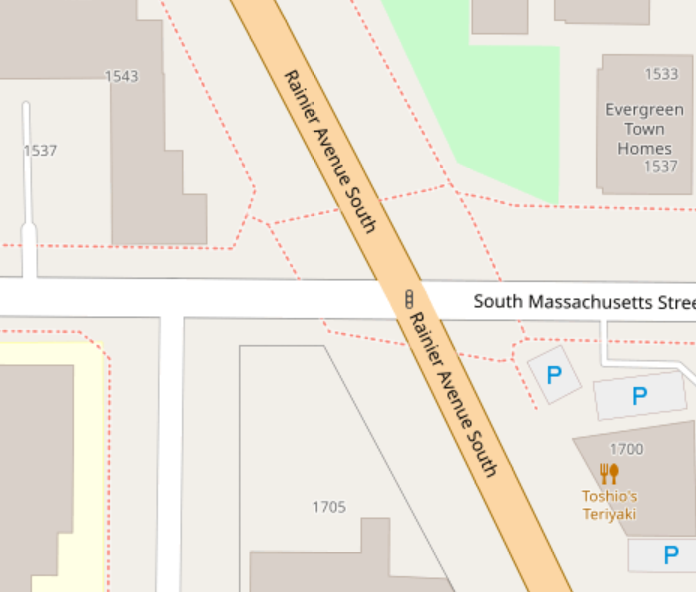 1543
1533
Evergreen
Town
Homes
1537
1537
Rainier Avenue South
South Massachusetts Stree
Rainier Avenue South
P
P
1700
Toshio's
Teriyaki
1705
P